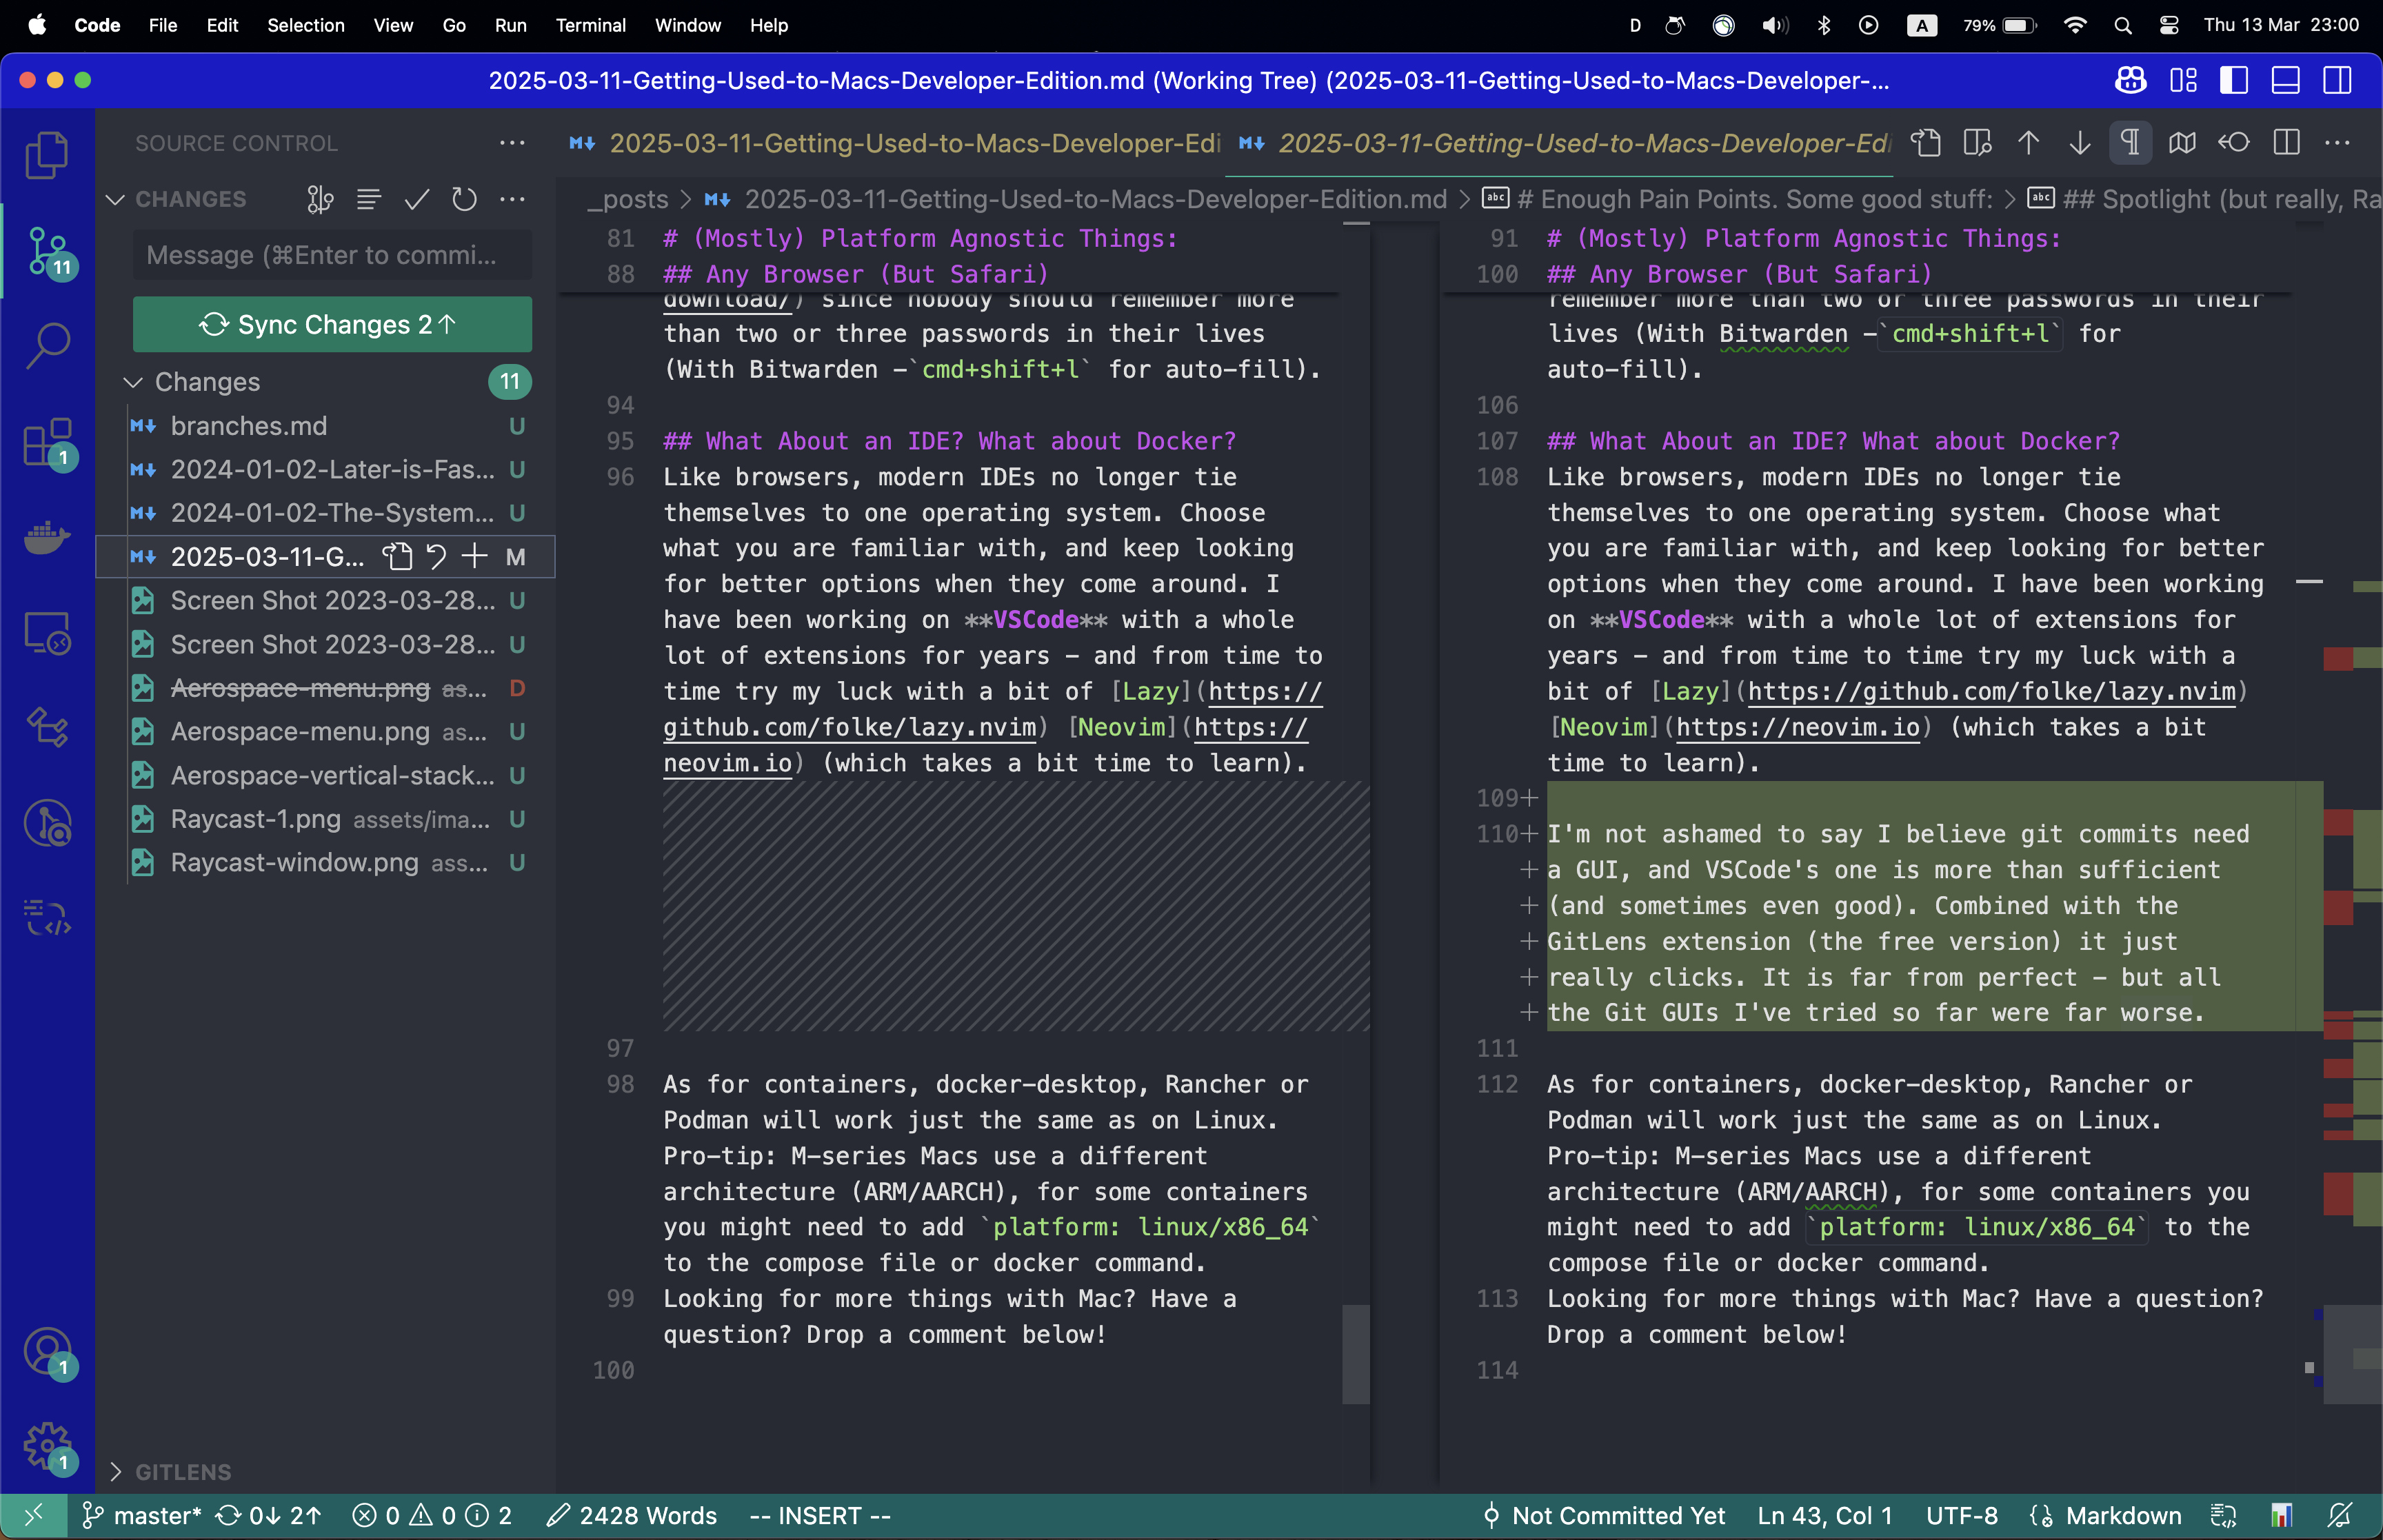 Code File Edit Selection View Go Run Terminal Window Help D A 79% Thu 13 Mar 23:00
2025-03-11-Getting-Used-to-Macs-Developer-Edition.md (Working Tree) (2025-03-11-Getting-Used-to-Macs-Developer-...
SOURCE CONTROL
CHANGES
Message (⌘Enter to commi...
Sync Changes 2↑
Changes 11
branches.md U
2024-01-02-Later-is-Fas... U
2024-01-02-The-System... U
2025-03-11-G... M
Screen Shot 2023-03-28... U
Screen Shot 2023-03-28... U
Aerospace-menu.png as... D
Aerospace-menu.png as... U
Aerospace-vertical-stack... U
Raycast-1.png assets/ima... U
Raycast-window.png ass... U
GITLENS
11
1
1
1
2025-03-11-Getting-Used-to-Macs-Developer-Edi 2025-03-11-Getting-Used-to-Macs-Developer-Edi
_posts > 2025-03-11-Getting-Used-to-Macs-Developer-Edition.md > abc # Enough Pain Points. Some good stuff: > abc ## Spotlight (but really, Ra
81 # (Mostly) Platform Agnostic Things:
88 ## Any Browser (But Safari)
download/) since nobody should remember more
than two or three passwords in their lives
(With Bitwarden -`cmd+shift+l` for auto-fill).
94
95 ## What About an IDE? What about Docker?
96 Like browsers, modern IDEs no longer tie
themselves to one operating system. Choose
what you are familiar with, and keep looking
for better options when they come around. I
have been working on **VSCode** with a whole
lot of extensions for years - and from time to
time try my luck with a bit of [Lazy](https://
github.com/folke/lazy.nvim) [Neovim](https://
neovim.io) (which takes a bit time to learn).
97
98 As for containers, docker-desktop, Rancher or
Podman will work just the same as on Linux.
Pro-tip: M-series Macs use a different
architecture (ARM/AARCH), for some containers
you might need to add `platform: linux/x86_64`
to the compose file or docker command.
99 Looking for more things with Mac? Have a
question? Drop a comment below!
100
91 # (Mostly) Platform Agnostic Things:
100 ## Any Browser (But Safari)
remember more than two or three passwords in their
lives (With Bitwarden -`cmd+shift+l` for
auto-fill).
106
107 ## What About an IDE? What about Docker?
108 Like browsers, modern IDEs no longer tie
themselves to one operating system. Choose what
you are familiar with, and keep looking for better
options when they come around. I have been working
on **VSCode** with a whole lot of extensions for
years - and from time to time try my luck with a
bit of [Lazy](https://github.com/folke/lazy.nvim)
[Neovim](https://neovim.io) (which takes a bit
time to learn).
109+
110+ I'm not ashamed to say I believe git commits need
+ a GUI, and VSCode's one is more than sufficient
+ (and sometimes even good). Combined with the
+ GitLens extension (the free version) it just
+ really clicks. It is far from perfect - but all
+ the Git GUIs I've tried so far were far worse.
111
112 As for containers, docker-desktop, Rancher or
Podman will work just the same as on Linux.
Pro-tip: M-series Macs use a different
architecture (ARM/AARCH), for some containers you
might need to add `platform: linux/x86_64` to the
compose file or docker command.
113 Looking for more things with Mac? Have a question?
Drop a comment below!
114
master* 0↓ 2↑ 0 0 2 2428 Words -- INSERT -- Not Committed Yet Ln 43, Col 1 UTF-8 Markdown